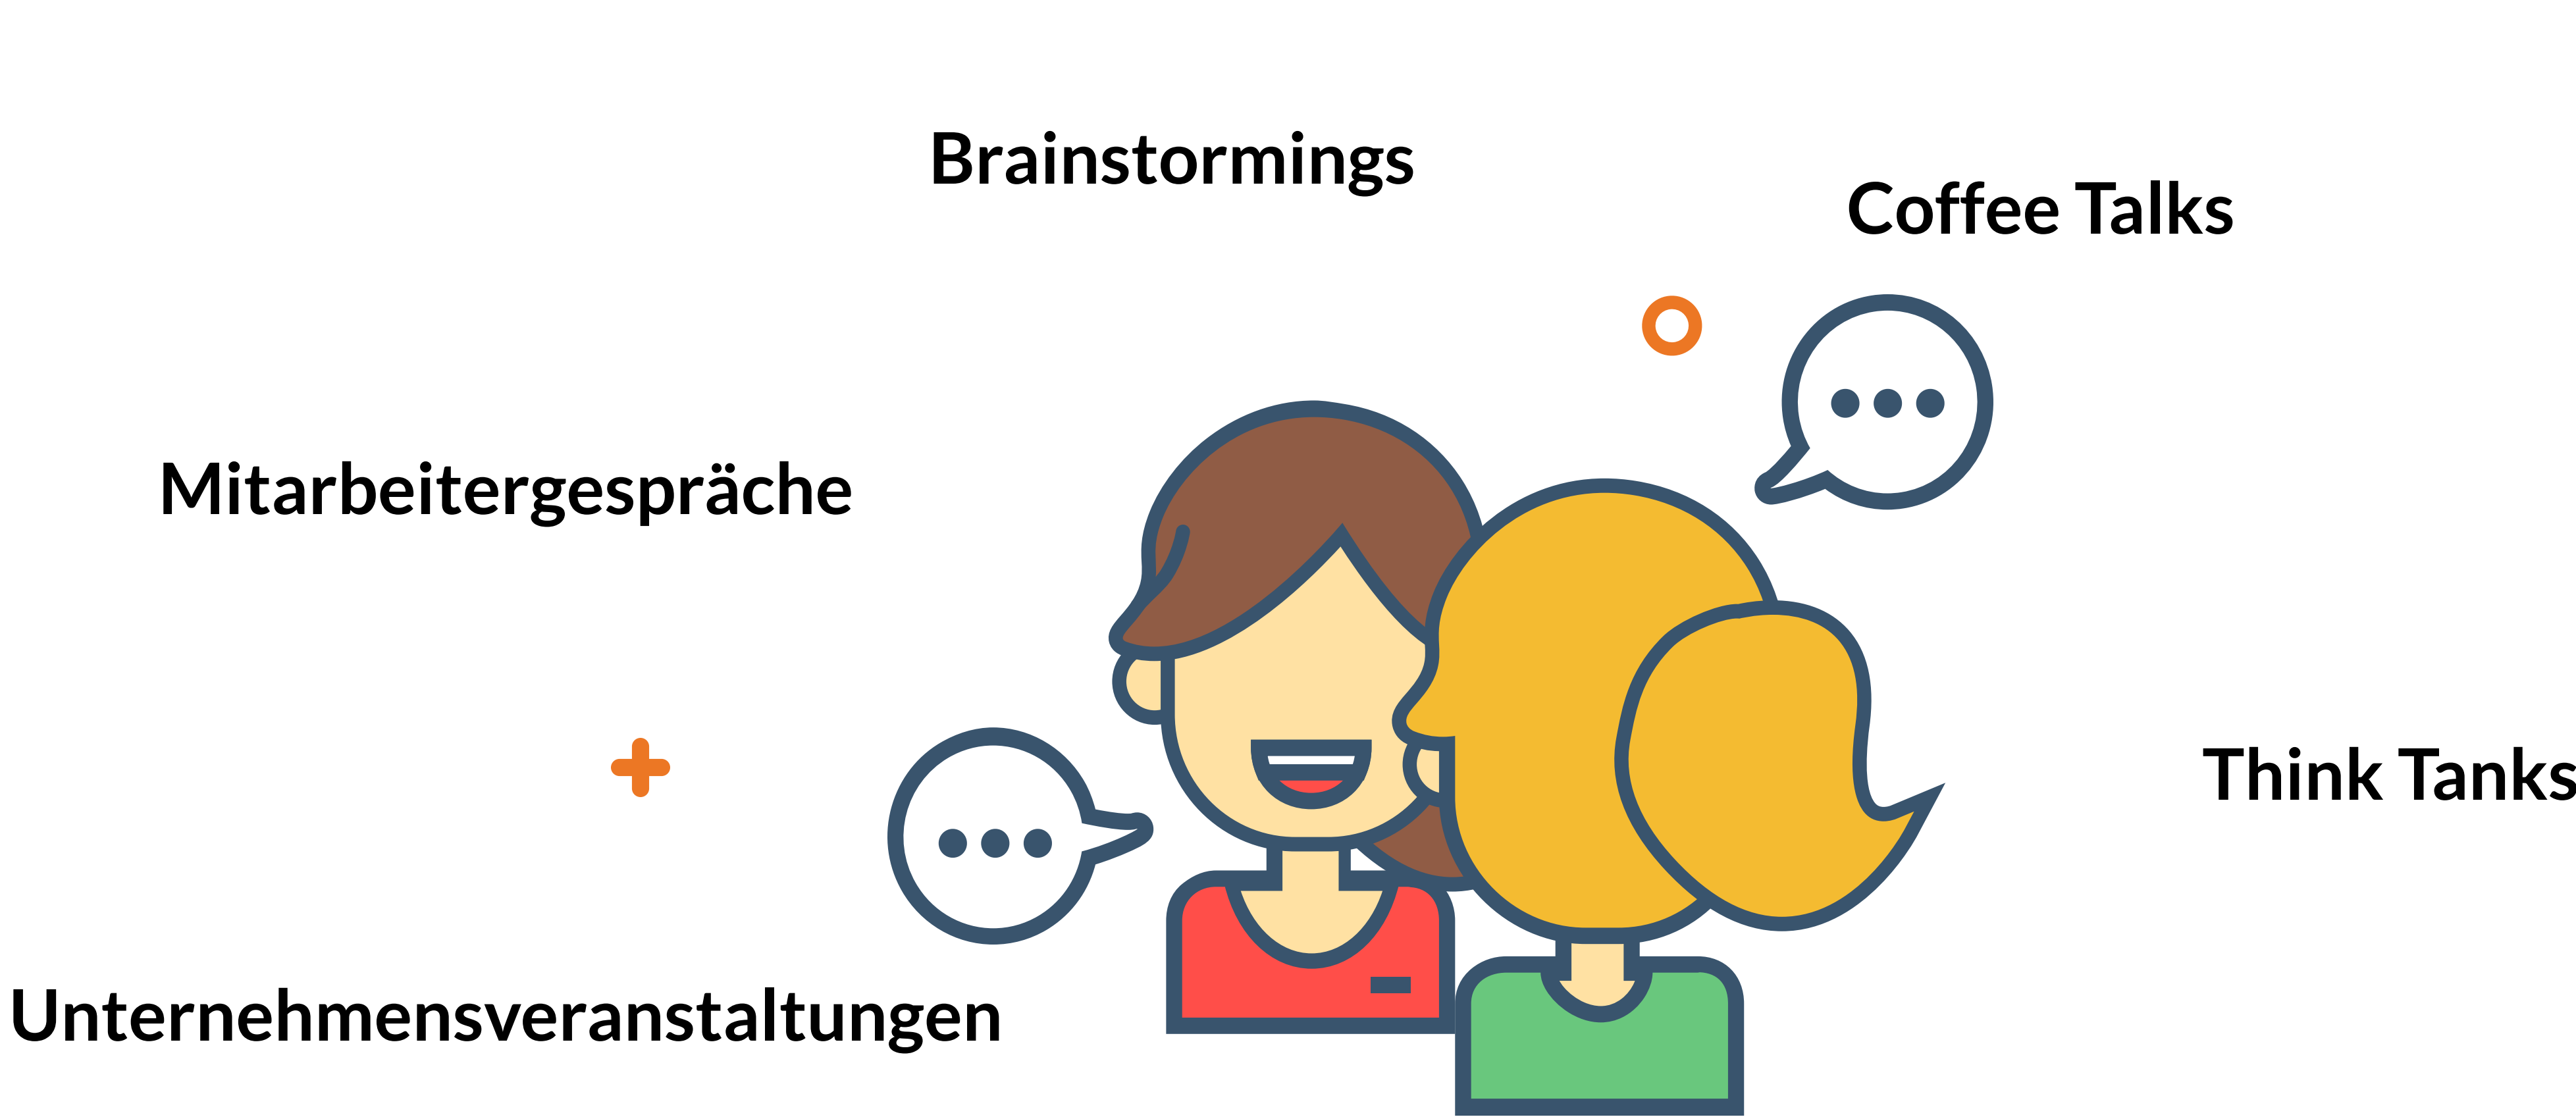 Brainstormings
Coffee Talks
Mitarbeitergespräche
Think Tanks
Unternehmensveranstaltungen